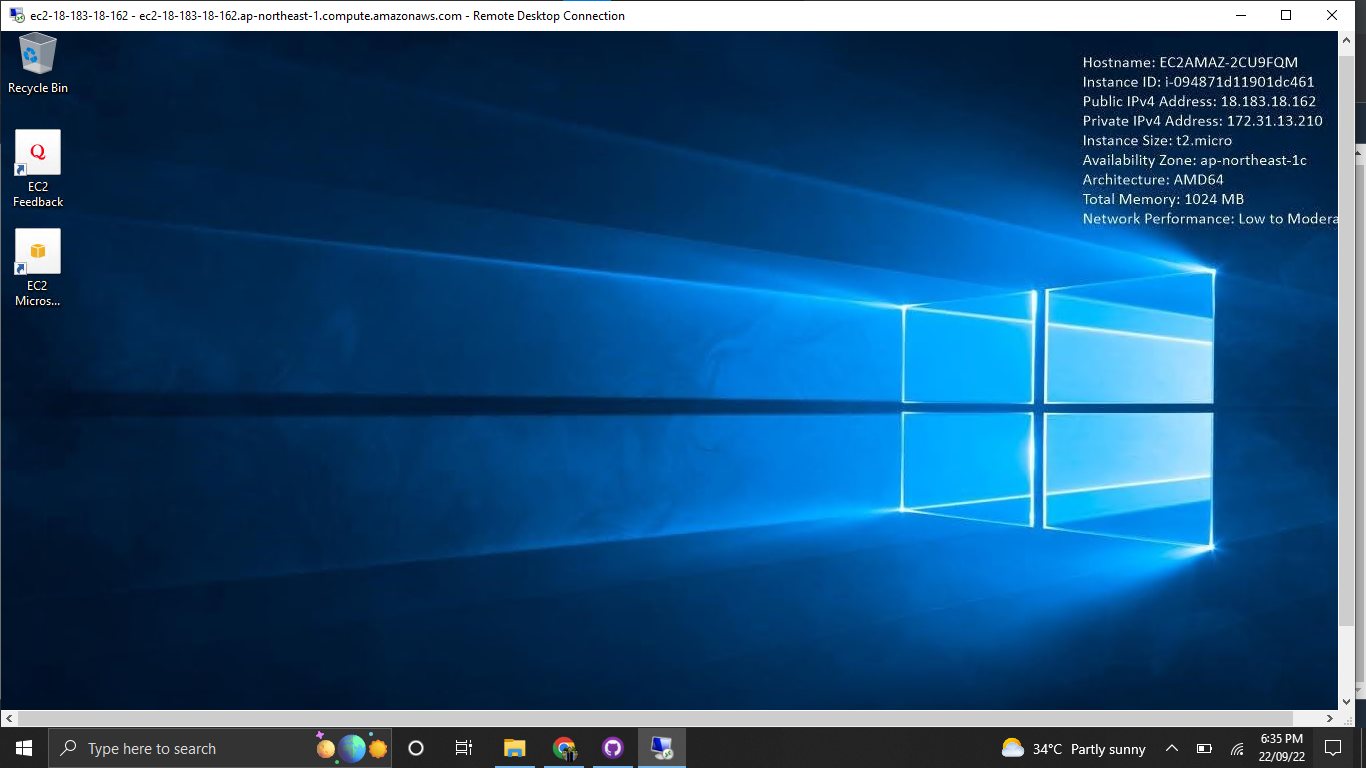 ec2-18-183-18-162 - ec2-18-183-18-162.ap-northeast-1.compute.amazonaws.com - Remote Desktop Connection
Recycle Bin
Q
EC2
Feedback
EC2
Micros...
Hostname: EC2AMAZ-2CU9FQM
Instance ID: i-094871d11901dc461
Public IPv4 Address: 18.183.18.162
Private IPv4 Address: 172.31.13.210
Instance Size: t2.micro
Availability Zone: ap-northeast-1c
Architecture: AMD64
Total Memory: 1024 MB
Network Performance: Low to Modera
Type here to search
34°C Partly sunny
6:35 PM
22/09/22